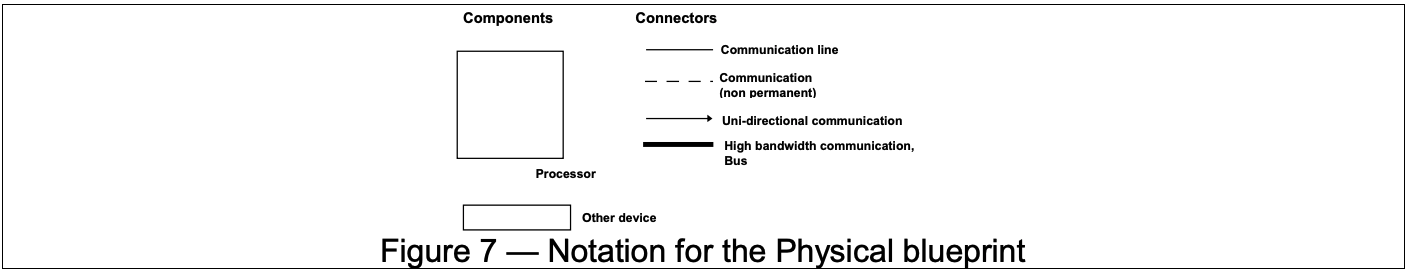 Components
Connectors
Communication line
Communication
(non permanent)
Uni-directional communication
High bandwidth communication,
Bus
Processor
Other device
Figure 7 — Notation for the Physical blueprint